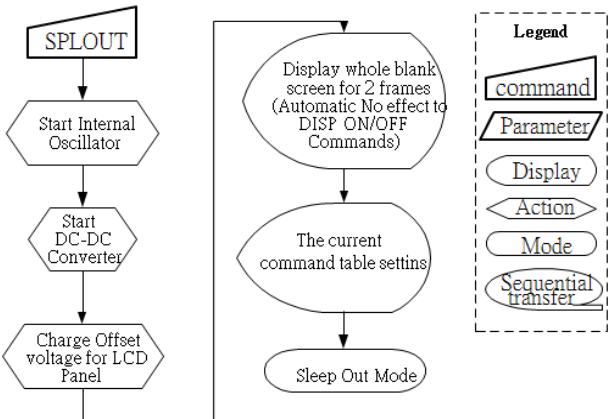 SPLOUT
Start Internal
Oscillator
Start
DC-DC
Converter
Charge Offset
voltage for LCD
Panel
Display whole blank
screen for 2 frames
(Automatic No effect to
DISP ON/OFF
Commands)
The current
command table settins
Sleep Out Mode
Legend
command
Parameter
Display
Action
Mode
Sequential
transfer